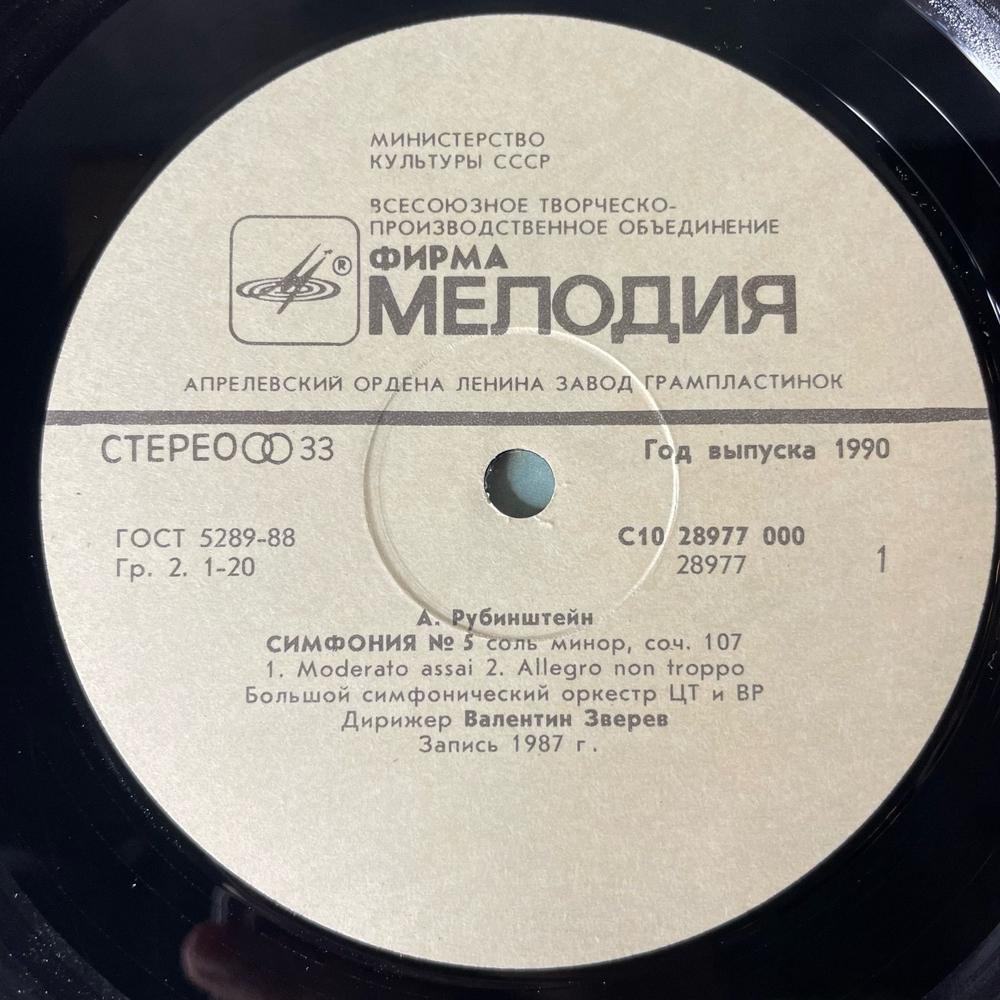 МИНИСТЕРСТВО
КУЛЬТУРЫ СССР
ВСЕСОЮЗНОЕ ТВОРЧЕСКО-
ПРОИЗВОДСТВЕННОЕ ОБЪЕДИНЕНИЕ
ФИРМА
®
МЕЛОДИЯ
АПРЕЛЕВСКИЙ ОРДЕНА ЛЕНИНА ЗАВОД ГРАМПЛАСТИНОК
СТЕРЕО 33 Год выпуска 1990
ГОСТ 5289-88 С10 28977 000
Гр. 2. 1-20 28977 1
А. Рубинштейн
СИМФОНИЯ № 5 соль минор, соч. 107
1. Moderato assai 2. Allegro non troppo
Большой симфонический оркестр ЦТ и ВР
Дирижер Валентин Зверев
Запись 1987 г.